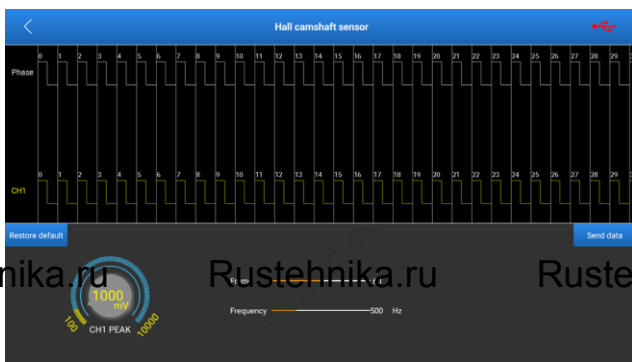 Hall camshaft sensor
0 1 2 3 4 5 6 7 8 9 10 11 12 13 14 15 16 17 18 19 20 21 22 23 24 25 26 27 28 29
Phase
0 1 2 3 4 5 6 7 8 9 10 11 12 13 14 15 16 17 18 19 20 21 22 23 24 25 26 27 28 29
CH1
Restore default
Send data
nika.ru Rustehnika.ru Ruste
1000
mV
Frequency 500 Hz
100 CH1 PEAK 10000